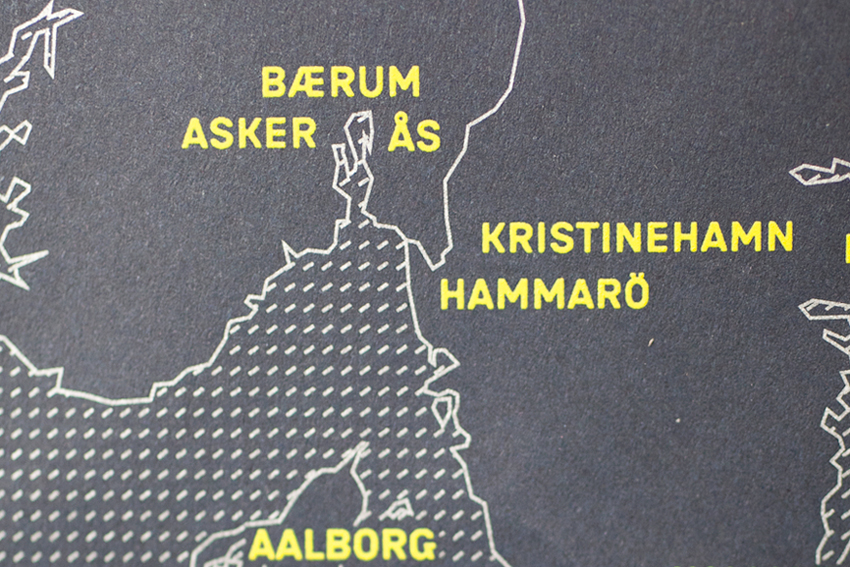 BÆRUM
ASKER
ÅS
KRISTINEHAMN
HAMMARÖ
AALBORG